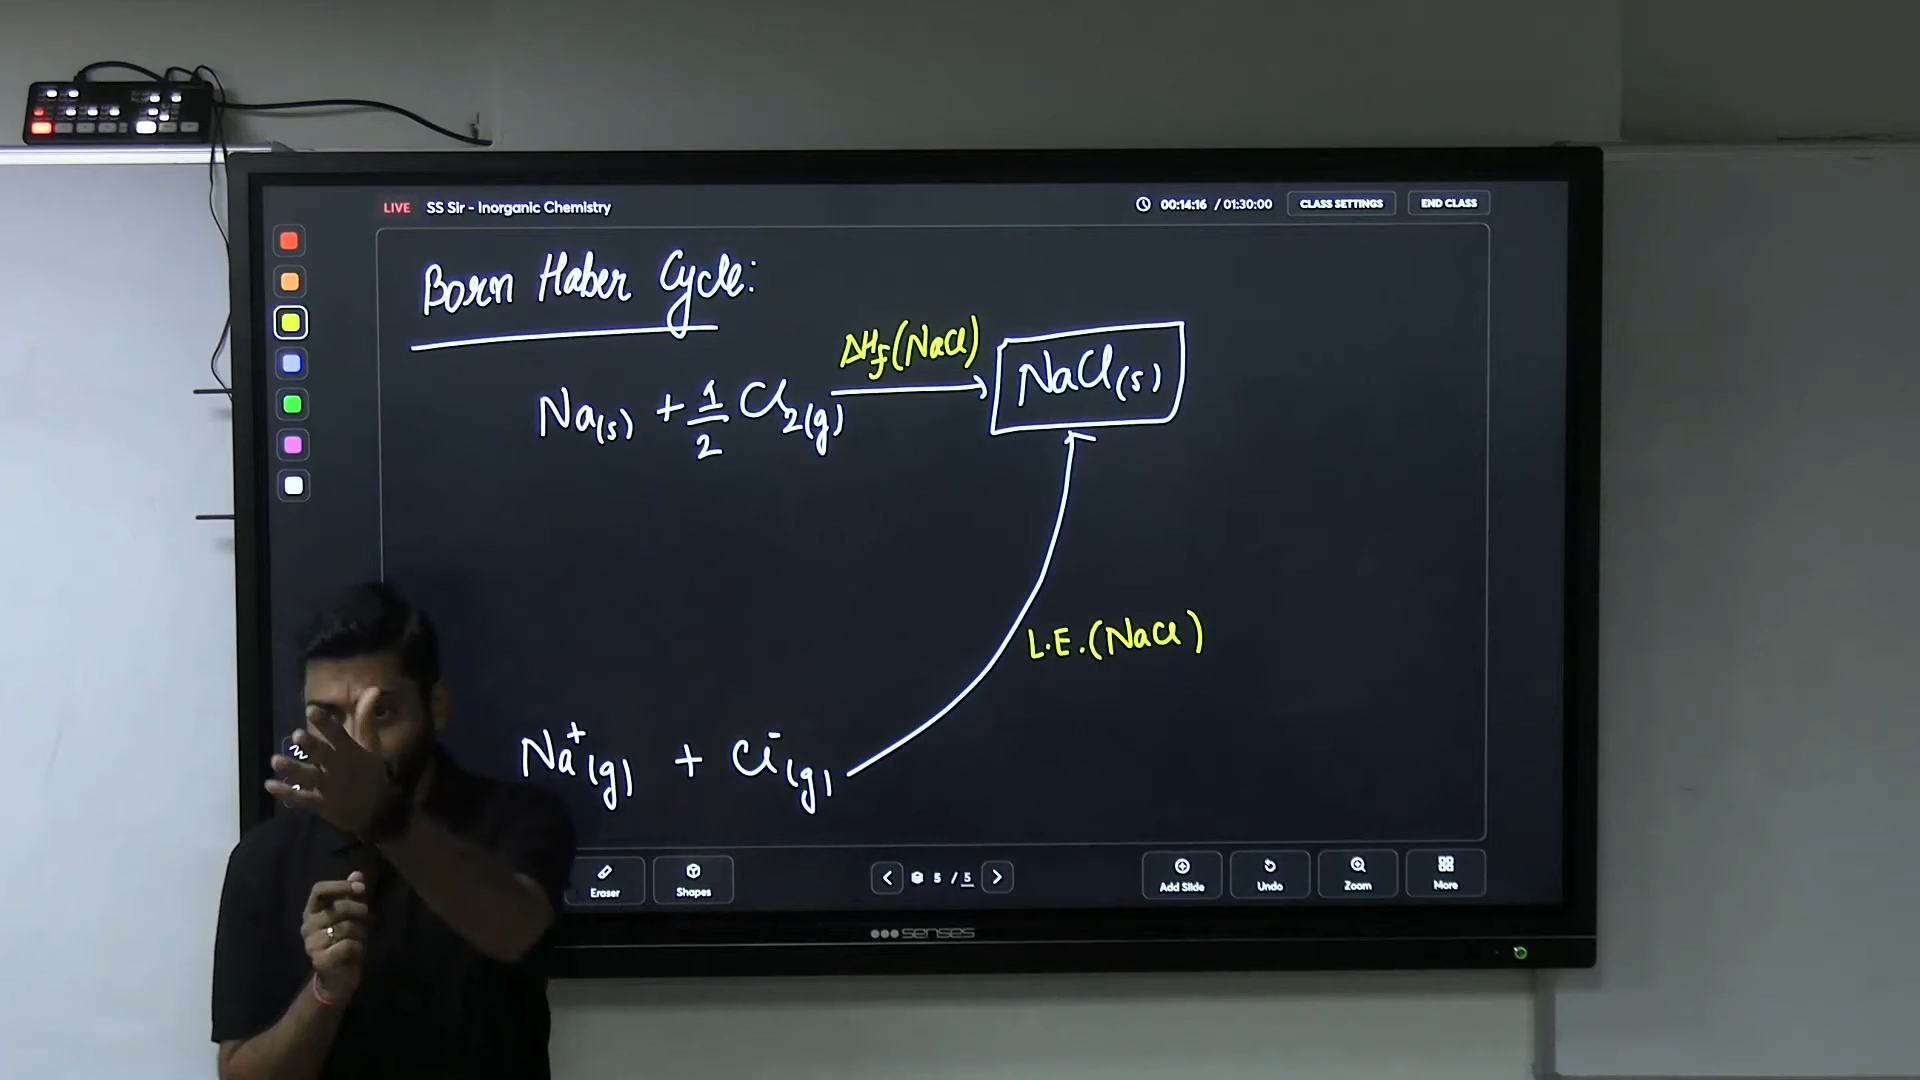 LIVE SS Sir - Inorganic Chemistry 00:14:16 / 01:30:00 CLASS SETTINGS END CLASS
Born Haber Cycle:
ΔHf(NaCl)
Na(s) + 1/2 Cl2(g) → NaCl(s)
L.E.(NaCl)
Na+(g) + Cl-(g)
Eraser Shapes 5 / 5 Add Slide Undo Zoom More
senses